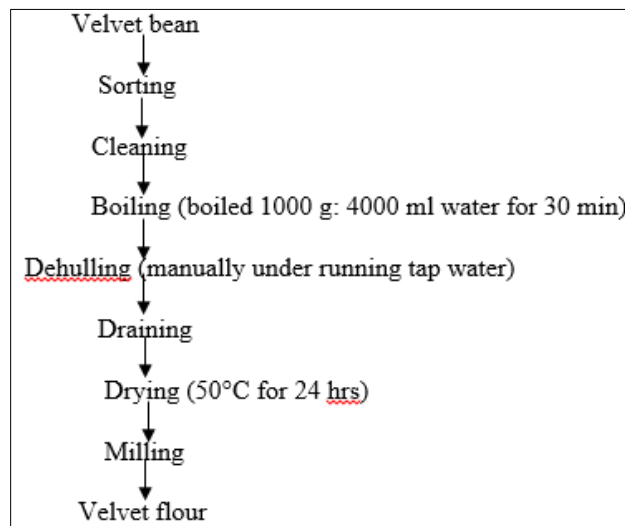 Velvet bean
Sorting
Cleaning
Boiling (boiled 1000 g: 4000 ml water for 30 min)
Dehulling (manually under running tap water)
Draining
Drying (50°C for 24 hrs)
Milling
Velvet flour